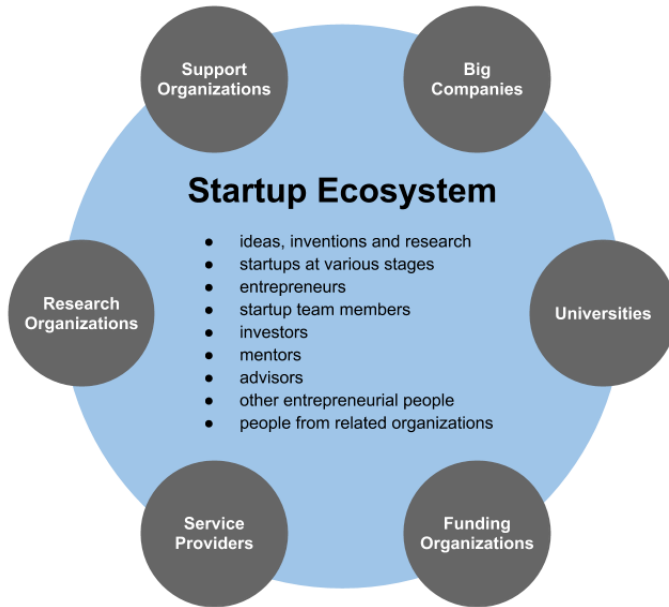 Support
Organizations
Big
Companies
Startup Ecosystem
● ideas, inventions and research
● startups at various stages
● entrepreneurs
● startup team members
● investors
● mentors
● advisors
● other entrepreneurial people
● people from related organizations
Research
Organizations
Universities
Service
Providers
Funding
Organizations